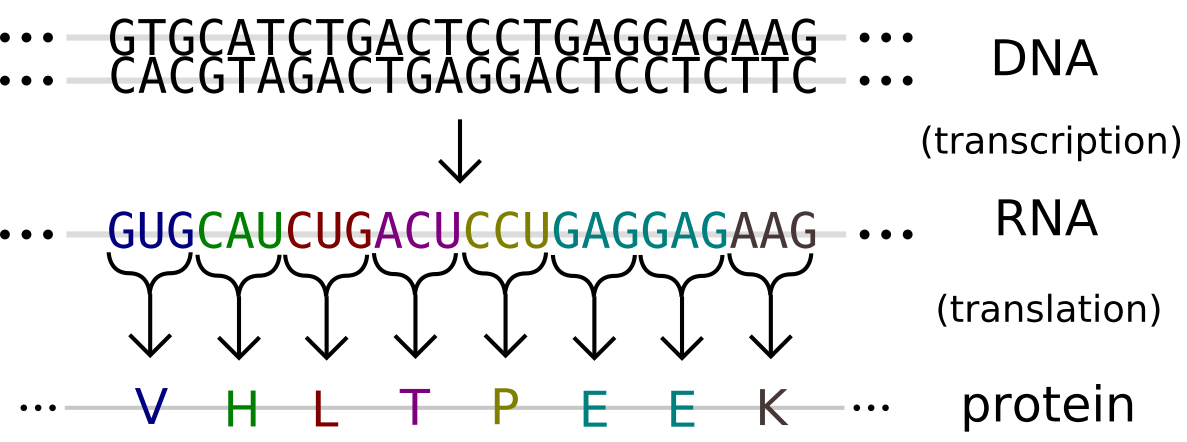 GTGCATCTGACTCCTGAGGAGAAG
CACGTAGACTGAGGACTCCTCTTC
DNA
(transcription)
GUGCAUCUGACUCCUGAGGAGAAG
RNA
(translation)
V H L T P E E K
protein